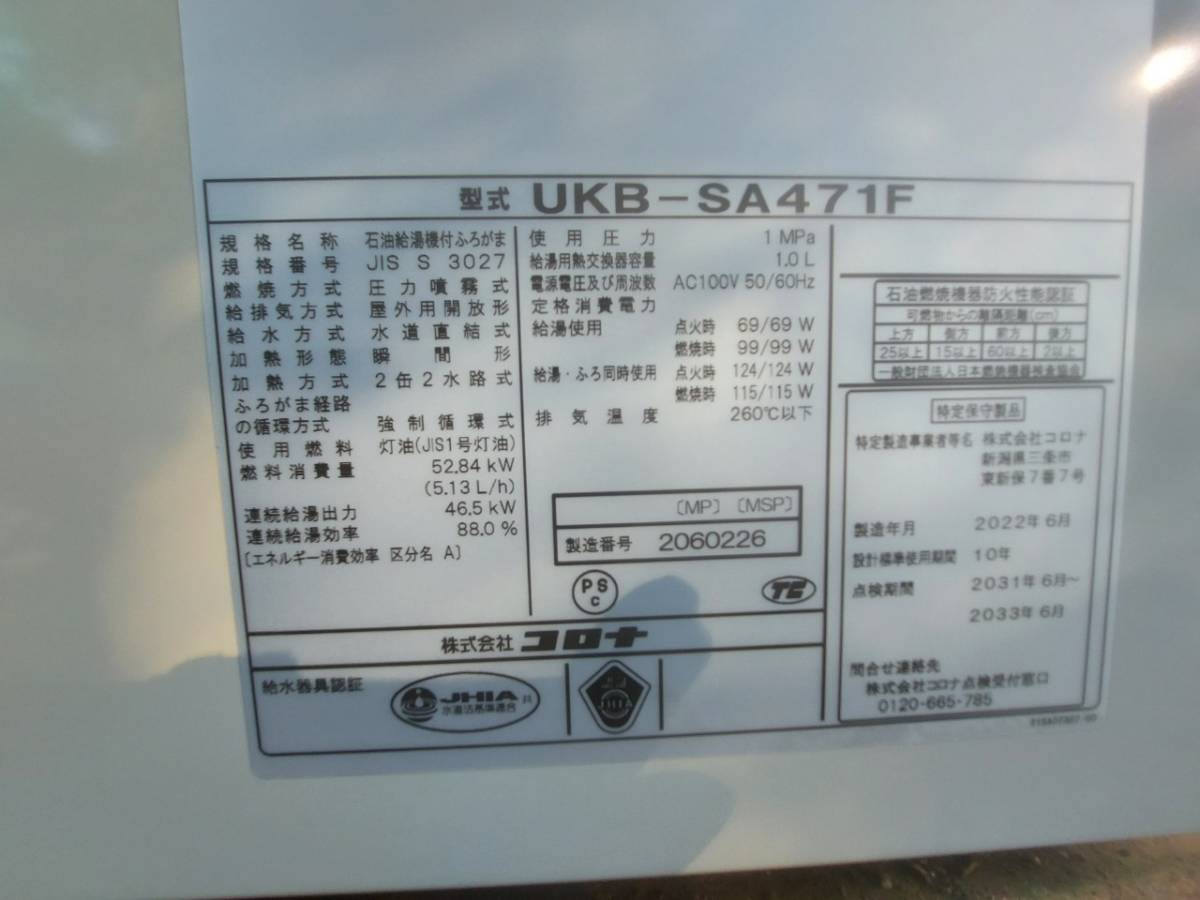 型式 UKB-SA471F
規格名称 石油給湯機付ふろがま
規格番号 JIS S 3027
燃焼方式 圧力噴霧式
給排気方式 屋外用開放形
給水方式 水道直結式
加熱形態 瞬間形
加熱方式 2缶2水路式
ふろがま経路
の循環方式 強制循環式
使用燃料 灯油(JIS1号灯油)
燃料消費量 52.84 kW
(5.13 L/h)
連続給湯出力 46.5 kW
連続給湯効率 88.0 %
[エネルギー消費効率 区分名 A]
使用圧力 1 MPa
給湯用熱交換器容量 1.0 L
電源電圧及び周波数 AC100V 50/60Hz
定格消費電力
給湯使用 点火時 69/69 W
燃焼時 99/99 W
給湯・ふろ同時使用 点火時 124/124 W
燃焼時 115/115 W
排気温度 260℃以下
〔MP〕〔MSP〕
製造番号 2060226
PS
C
株式会社 コロナ
給水器具認証
JHIA
石油燃焼機器防火性能認証
可燃物からの離隔距離(cm)
上方 側方 前方 後方
25以上 15以上 60以上 2以上
一般財団法人日本燃焼機器検査協会
特定保守製品
特定製造事業者等名 株式会社コロナ
新潟県三条市
東新保7番7号
製造年月 2022年 6月
設計標準使用期間 10年
点検期間 2031年 6月～
2033年 6月
問合せ連絡先
株式会社コロナ点検受付窓口
0120-665-785